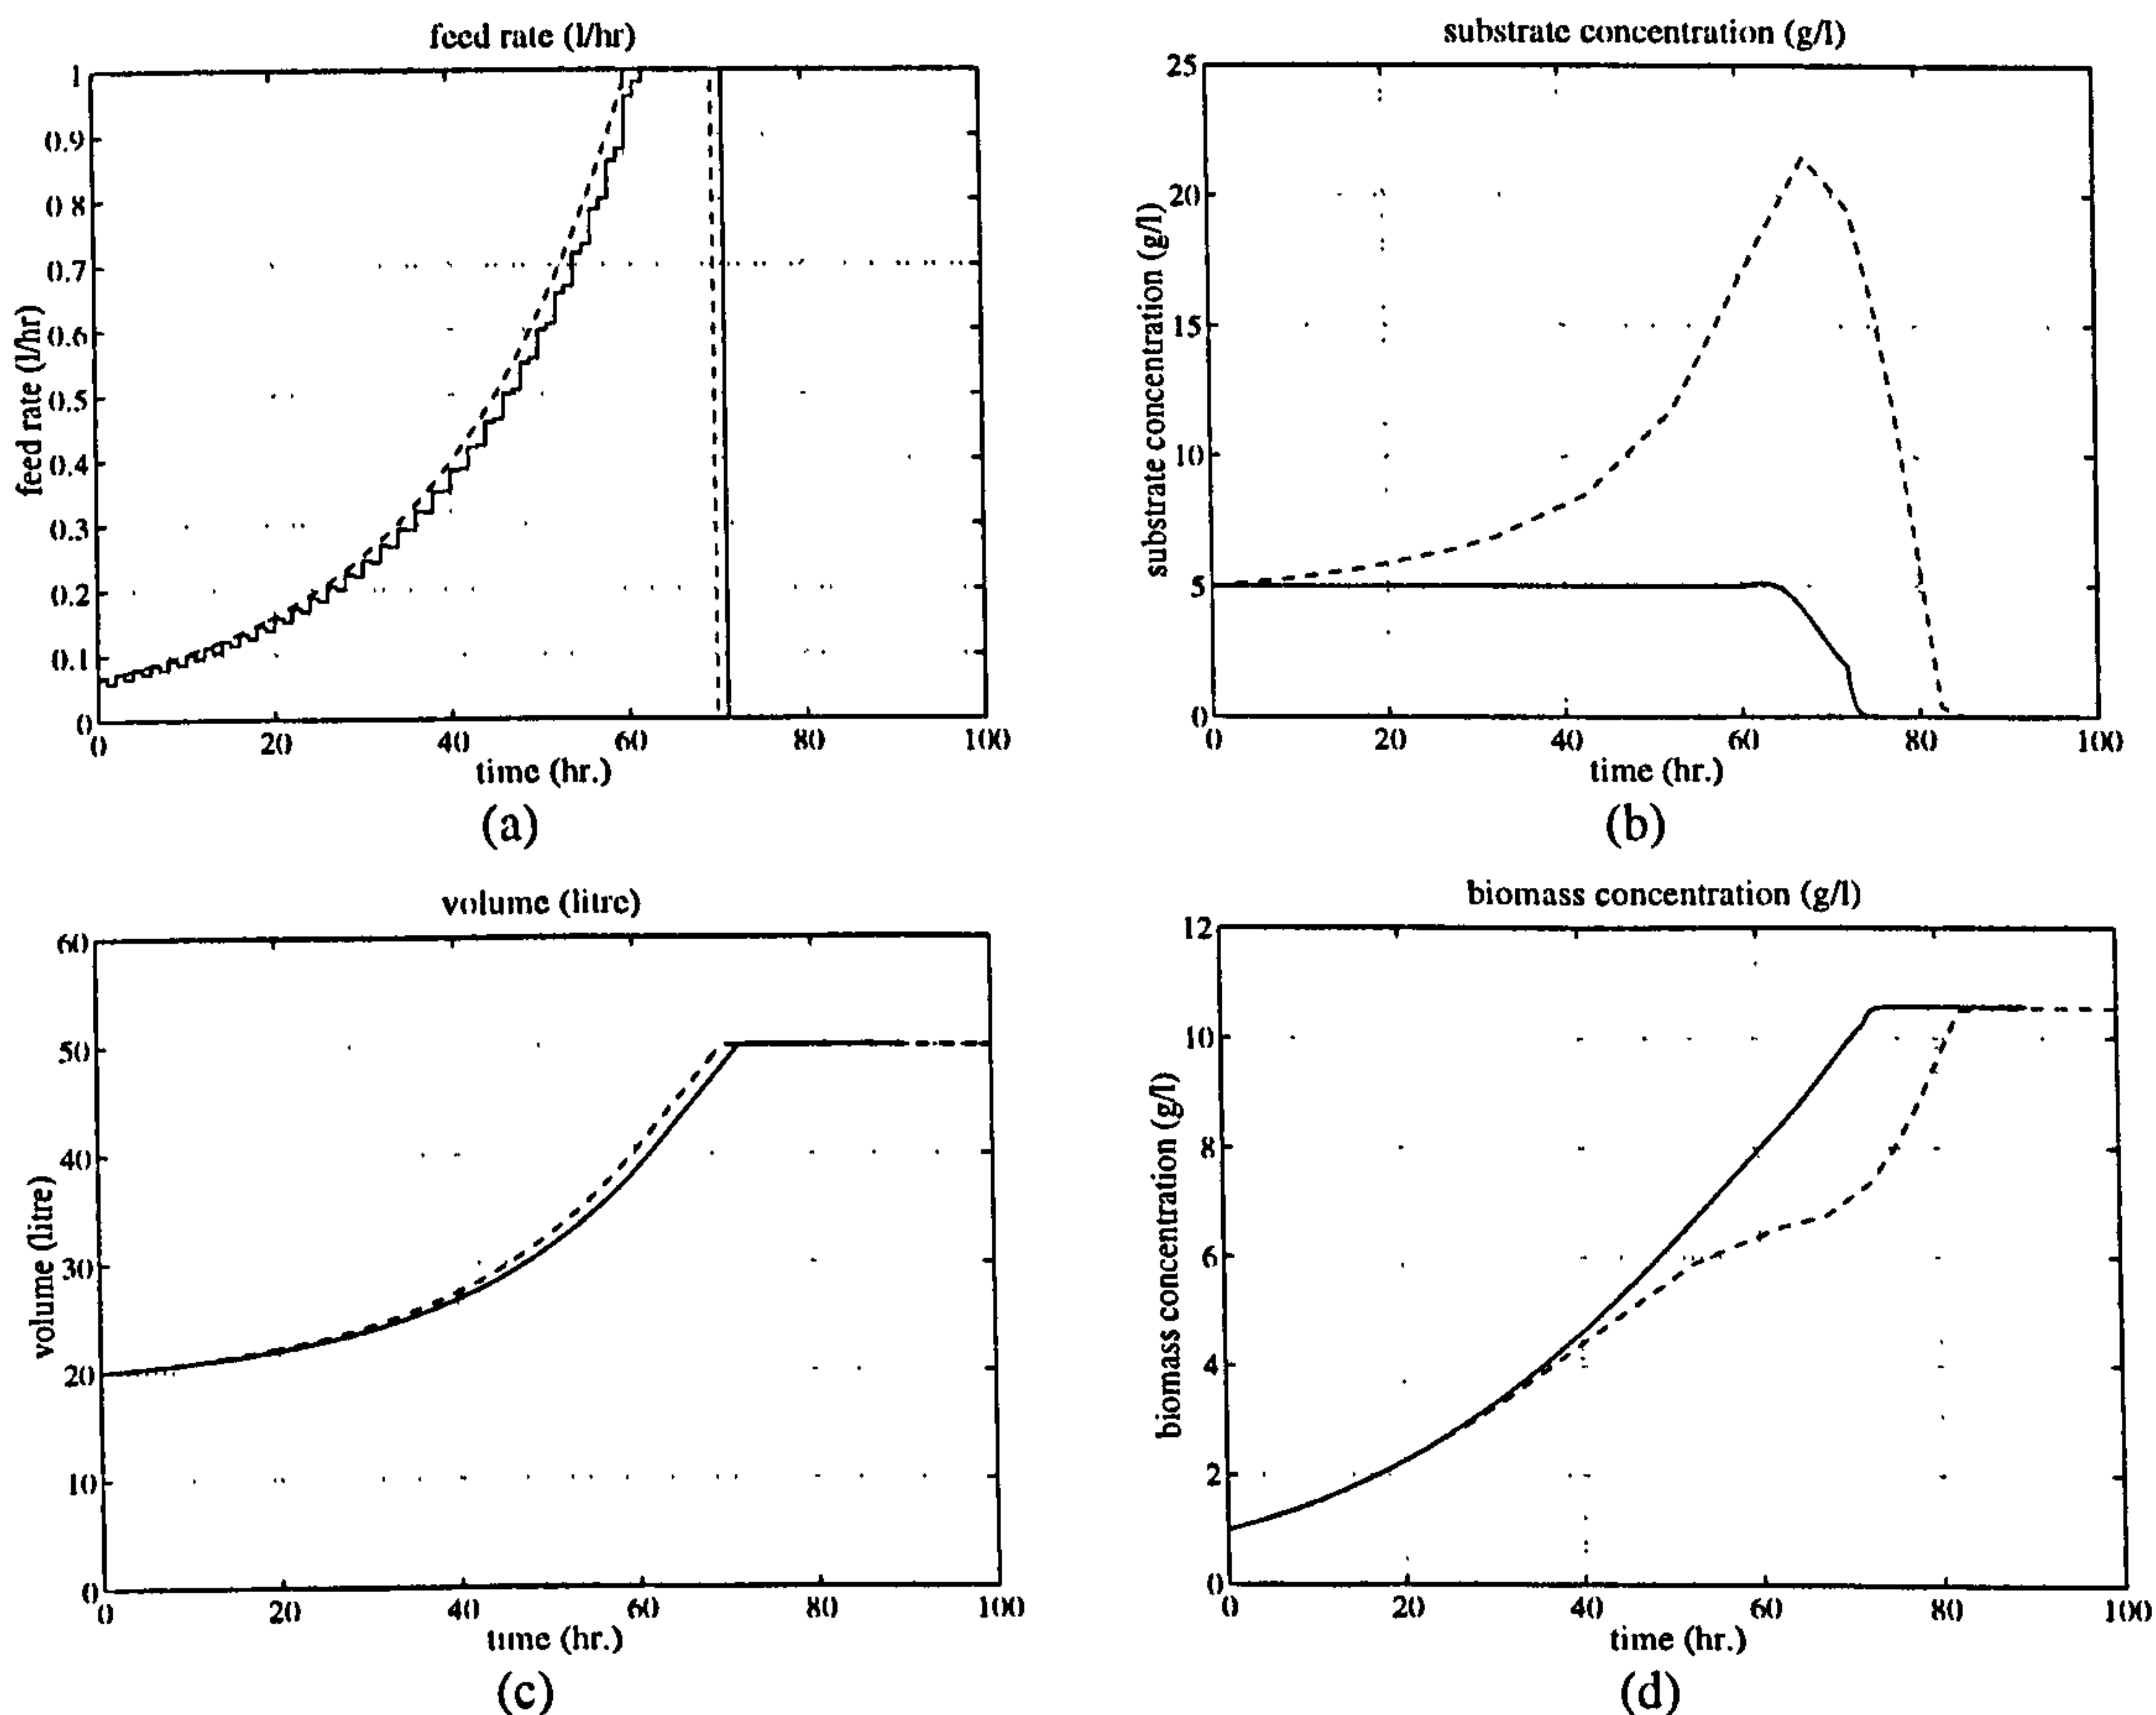 feed rate (l/hr)
1
0.9
0.8
0.7
0.6
0.5
0.4
0.3
0.2
0.1
0
feed rate (l/hr)
0 20 40 60 80 100
time (hr.)
(a)
substrate concentration (g/l)
25
20
15
10
5
0
substrate concentration (g/l)
0 20 40 60 80 100
time (hr.)
(b)
volume (litre)
60
50
40
30
20
10
0
volume (litre)
0 20 40 60 80 100
time (hr.)
(c)
biomass concentration (g/l)
12
10
8
6
4
2
0
biomass concentration (g/l)
0 20 40 60 80 100
time (hr.)
(d)